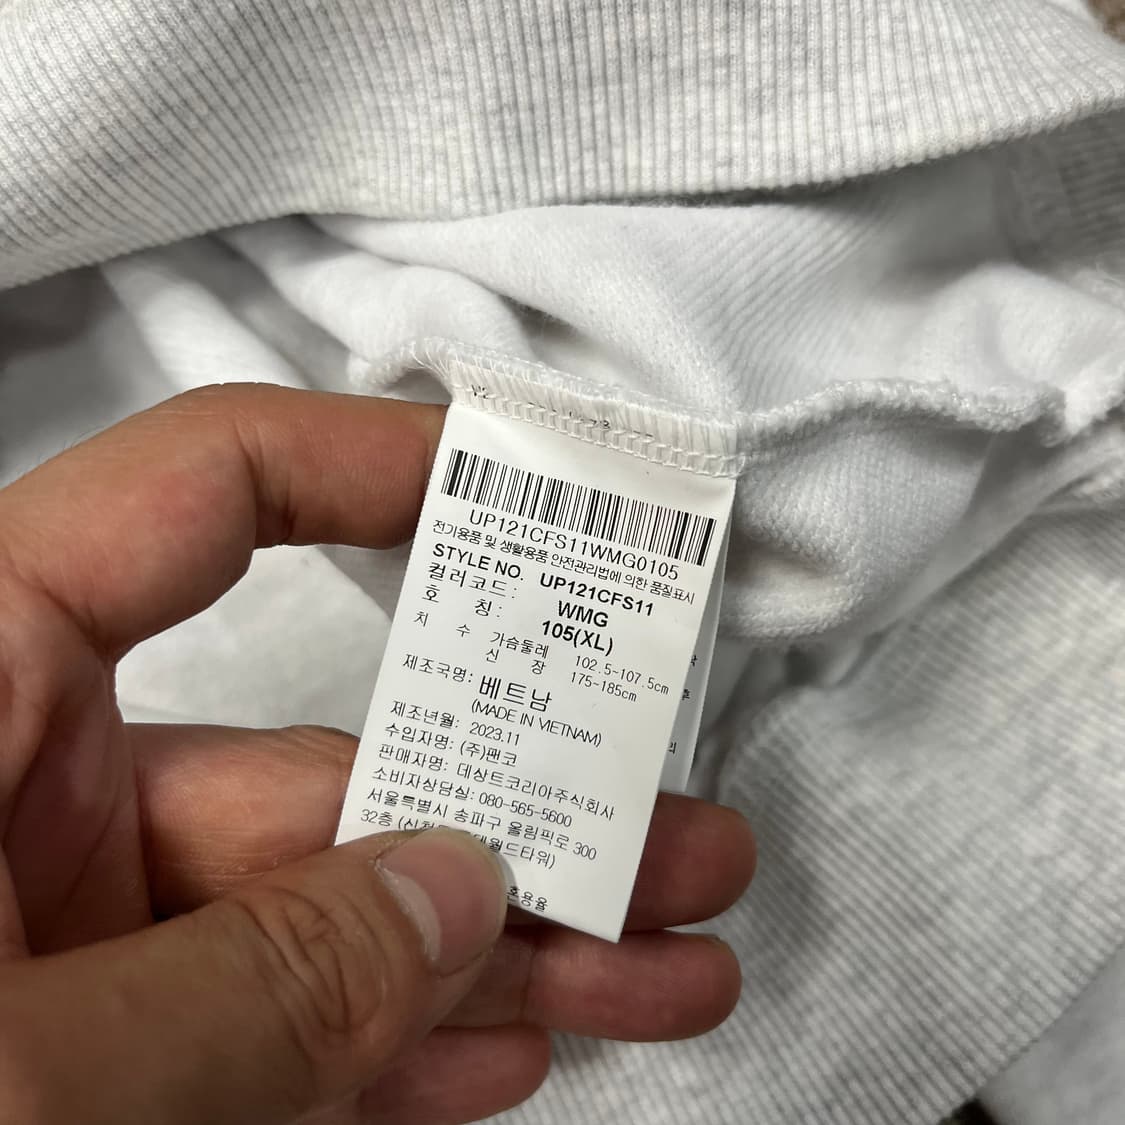 UP121CFS11WMG0105
전기용품 및 생활용품 안전관리법에 의한 품질표시
STYLE NO. UP121CFS11
컬러코드: WMG
호 칭: 105(XL)
치 수 가슴둘레 102.5~107.5cm
신 장 175~185cm
제조국명: 베트남
(MADE IN VIETNAM)
제조년월: 2023.11
수입자명: (주)팬코
판매자명: 데상트코리아주식회사
소비자상담실: 080-565-5600
서울특별시 송파구 올림픽로 300
32층